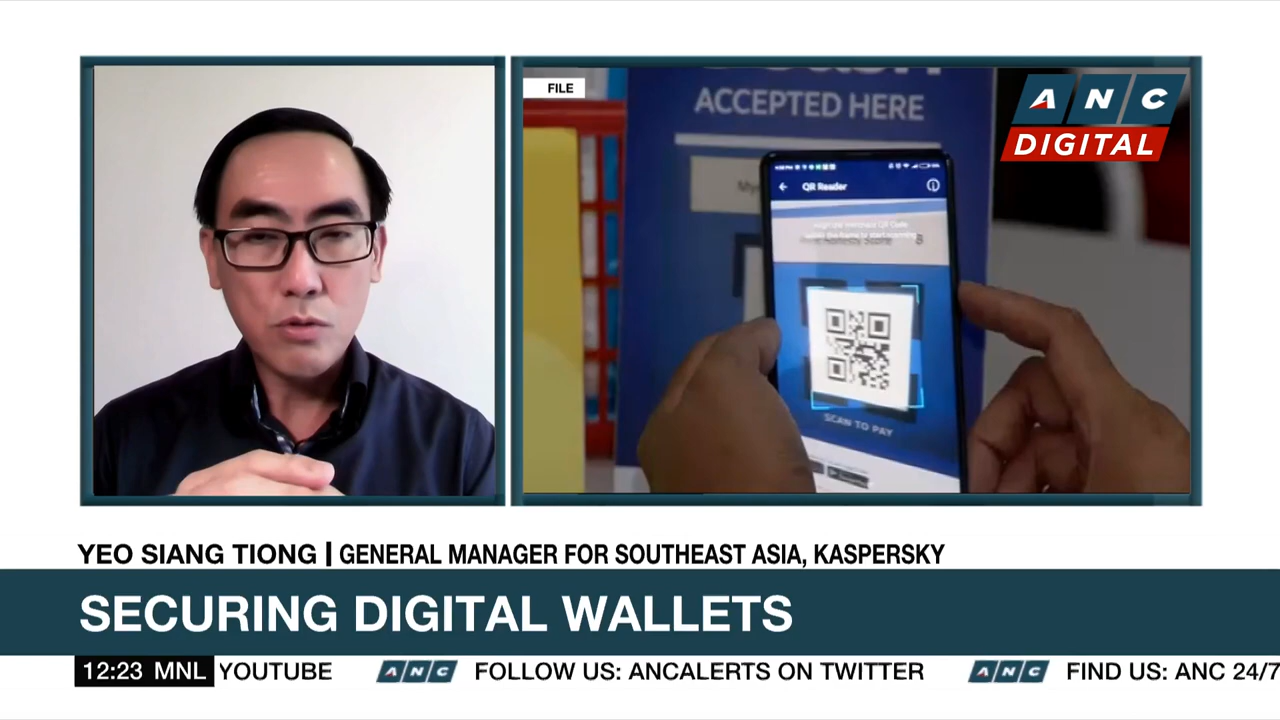 FILE
ACCEPTED HERE
ANC
DIGITAL
QR Reader
SCAN TO PAY
YEO SIANG TIONG | GENERAL MANAGER FOR SOUTHEAST ASIA, KASPERSKY
SECURING DIGITAL WALLETS
12:23 MNL YOUTUBE ANC FOLLOW US: ANCALERTS ON TWITTER ANC FIND US: ANC 24/7